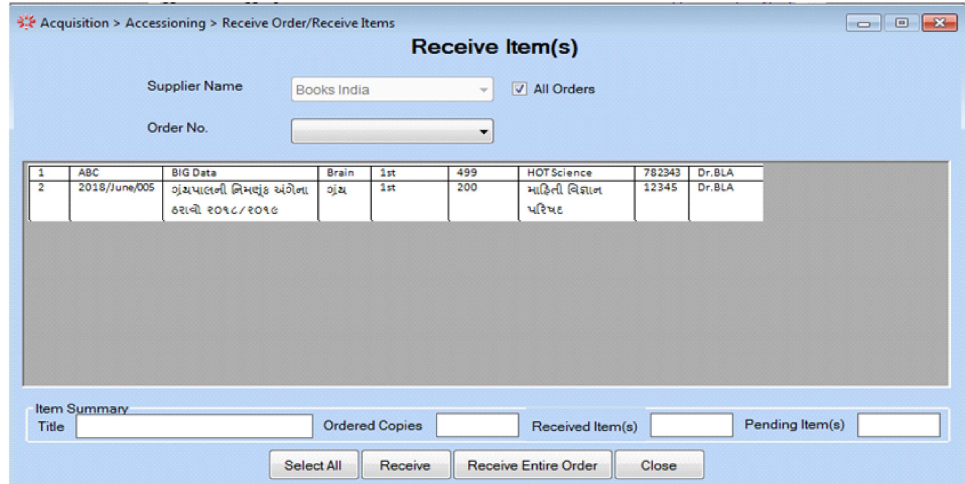 Acquisition > Accessioning > Receive Order/Receive Items
Receive Item(s)
Supplier Name Books India All Orders
Order No.
1 ABC BIG Data Brain 1st 499 HOT Science 782343 Dr.BLA
2 2018/June/005 ગ્રંથપાલની નિમણૂંક અંગેના ગ્રંથ 1st 200 માહિતી વિજ્ઞાન 12345 Dr.BLA
ઠરાવો ૨૦૧૮/૨૦૧૯ પરિષદ
Item Summary
Title Ordered Copies Received Item(s) Pending Item(s)
Select All Receive Receive Entire Order Close